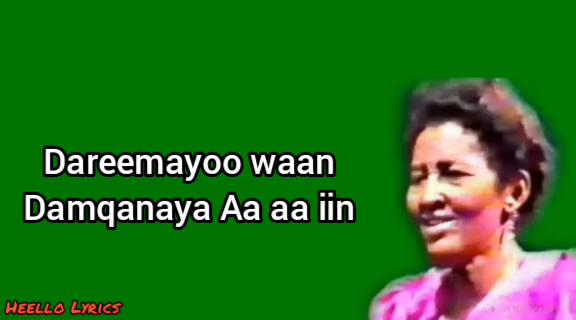 Dareemayoo waan
Damqanaya Aa aa iin
Heello Lyrics